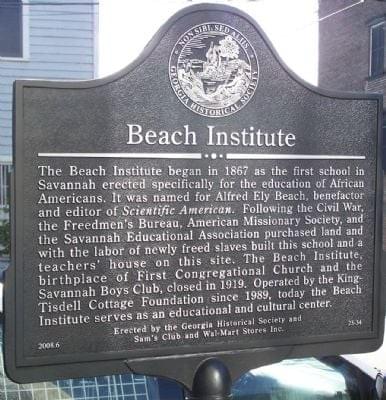 NON SIBI, SED ALIIS
GEORGIA HISTORICAL SOCIETY
Beach Institute
The Beach Institute began in 1867 as the first school in
Savannah erected specifically for the education of African
Americans. It was named for Alfred Ely Beach, benefactor
and editor of Scientific American. Following the Civil War,
the Freedmen's Bureau, American Missionary Society, and
the Savannah Educational Association purchased land and
with the labor of newly freed slaves built this school and a
teachers' house on this site. The Beach Institute,
birthplace of First Congregational Church and the
Savannah Boys Club, closed in 1919. Operated by the King-
Tisdell Cottage Foundation since 1989, today the Beach
Institute serves as an educational and cultural center.
Erected by the Georgia Historical Society and
Sam's Club and Wal-Mart Stores Inc.
2008.6
25-34